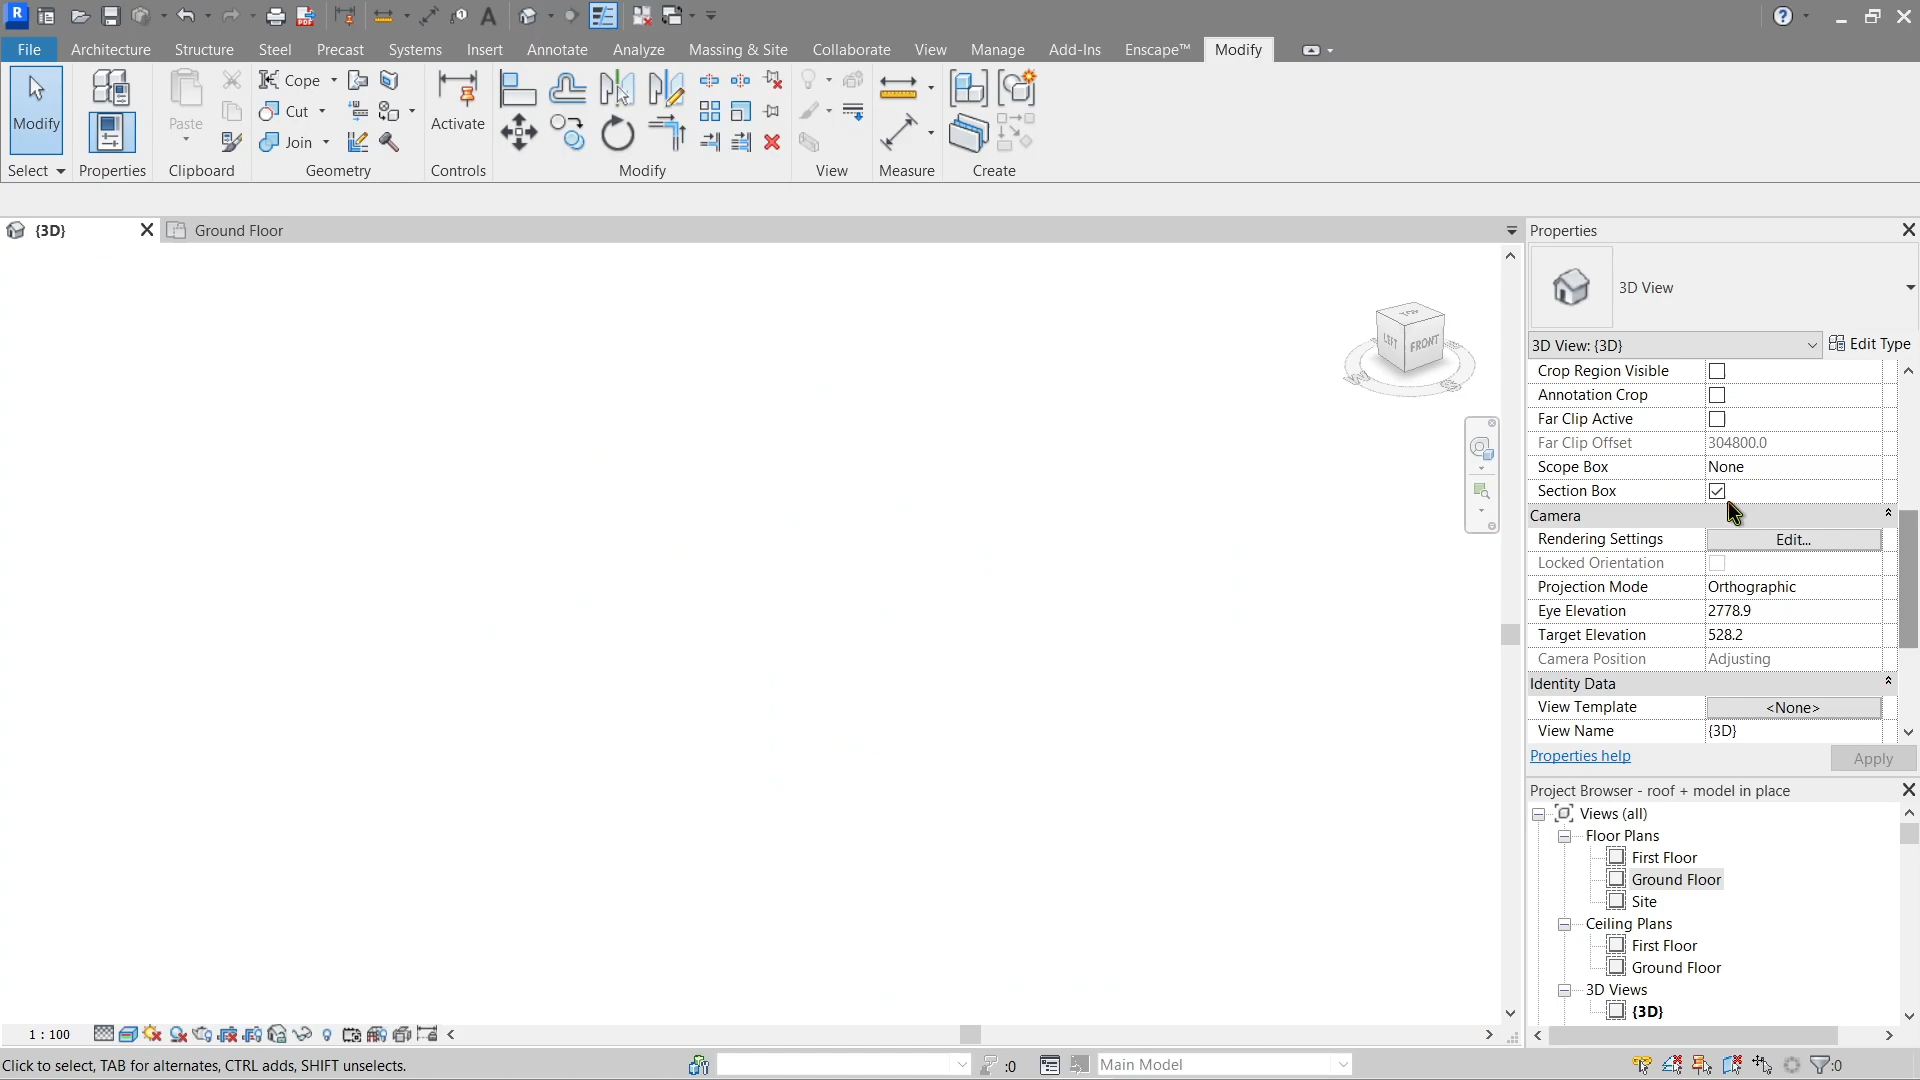 File Architecture Structure Steel Precast Systems Insert Annotate Analyze Massing & Site Collaborate View Manage Add-Ins Enscape™ Modify
Modify
Paste
Cope
Cut
Join
Activate
Select Properties Clipboard Geometry Controls Modify View Measure Create
{3D}
Ground Floor
TOP
LEFT
FRONT
W
S
Properties
3D View
3D View: {3D}
Edit Type
Crop Region Visible
Annotation Crop
Far Clip Active
Far Clip Offset 304800.0
Scope Box None
Section Box
Camera
Rendering Settings Edit...
Locked Orientation
Projection Mode Orthographic
Eye Elevation 2778.9
Target Elevation 528.2
Camera Position Adjusting
Identity Data
View Template <None>
View Name {3D}
Properties help
Apply
Project Browser - roof + model in place
Views (all)
Floor Plans
First Floor
Ground Floor
Site
Ceiling Plans
First Floor
Ground Floor
3D Views
{3D}
1 : 100
Click to select, TAB for alternates, CTRL adds, SHIFT unselects.
:0
Main Model
:0